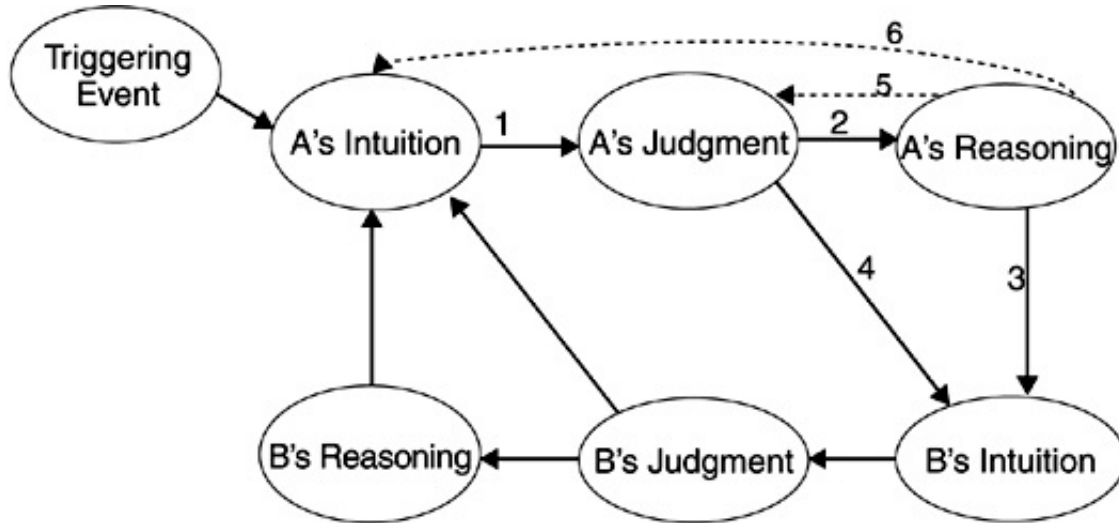 Triggering
Event
6
A's Intuition
1
A's Judgment
5
2
A's Reasoning
4
3
B's Reasoning
B's Judgment
B's Intuition